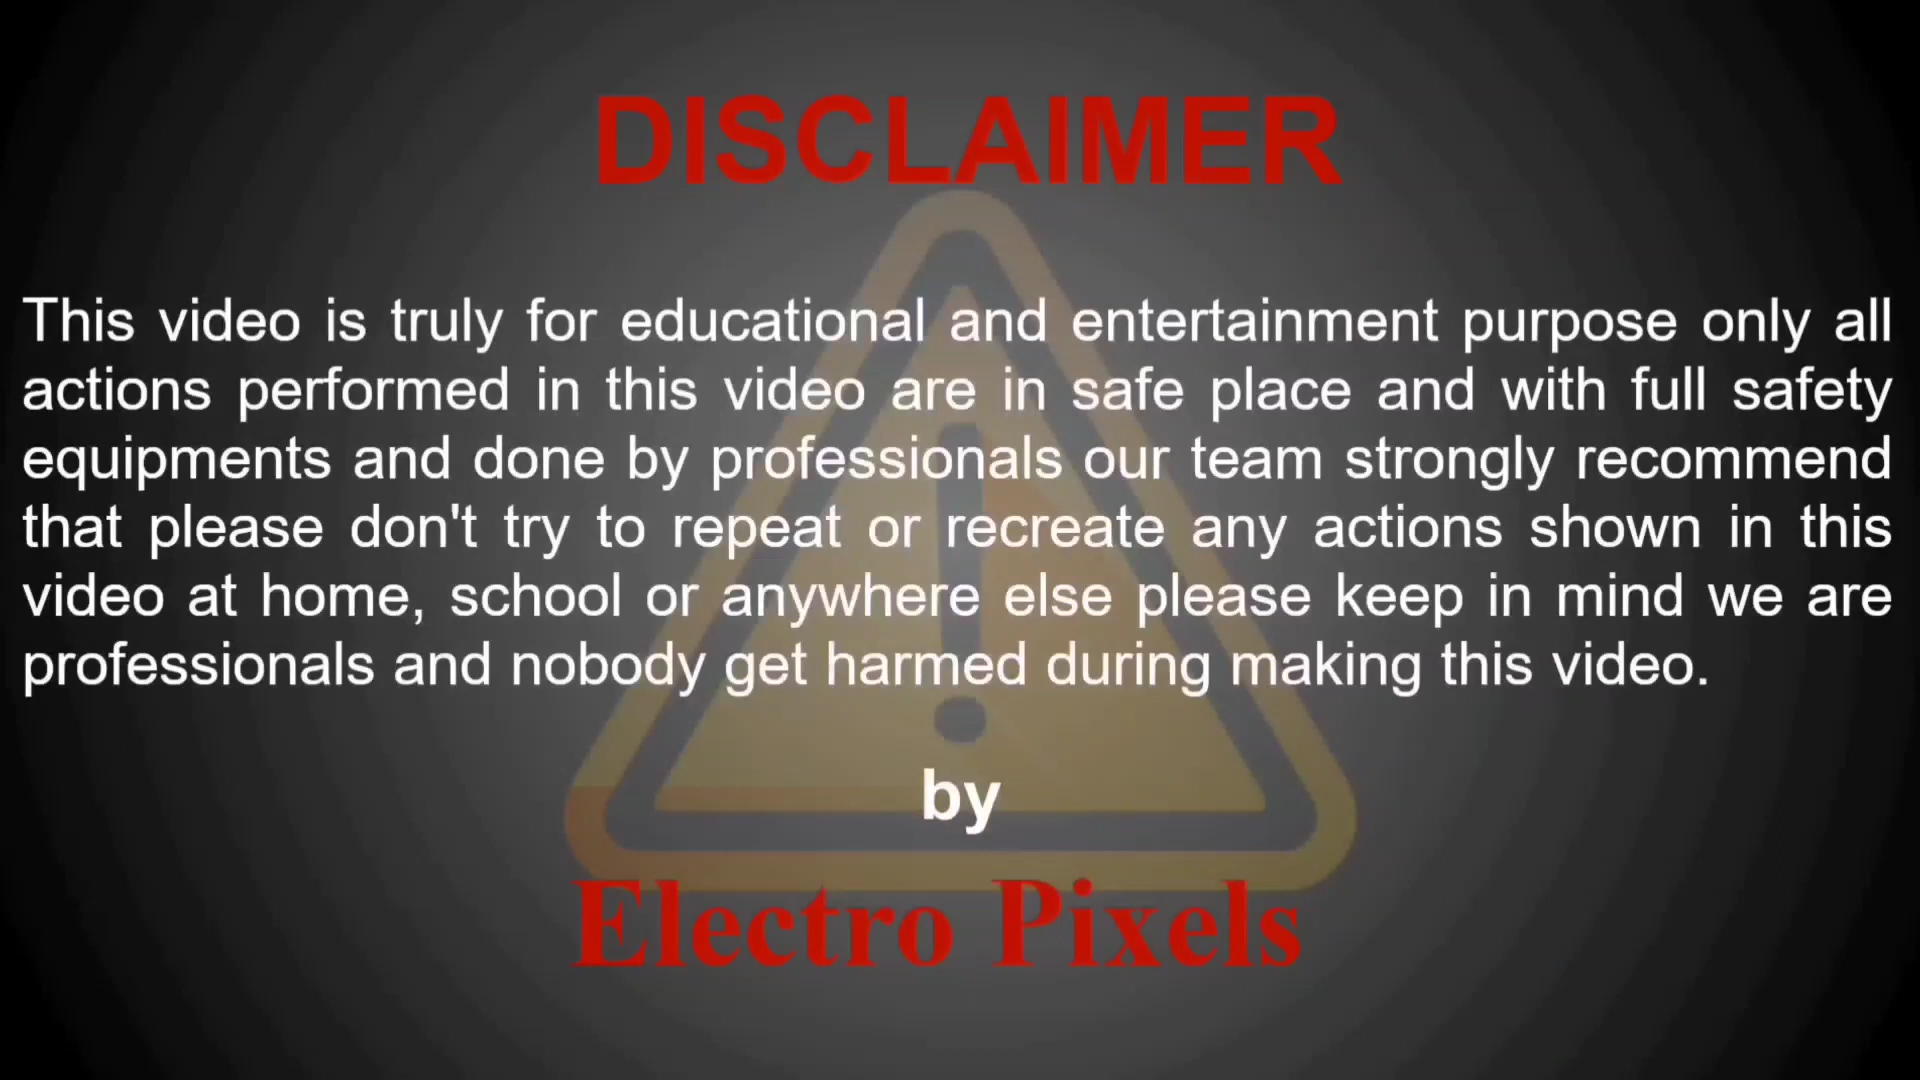 DISCLAIMER
This video is truly for educational and entertainment purpose only all
actions performed in this video are in safe place and with full safety
equipments and done by professionals our team strongly recommend
that please don't try to repeat or recreate any actions shown in this
video at home, school or anywhere else please keep in mind we are
professionals and nobody get harmed during making this video.
by
Electro Pixels